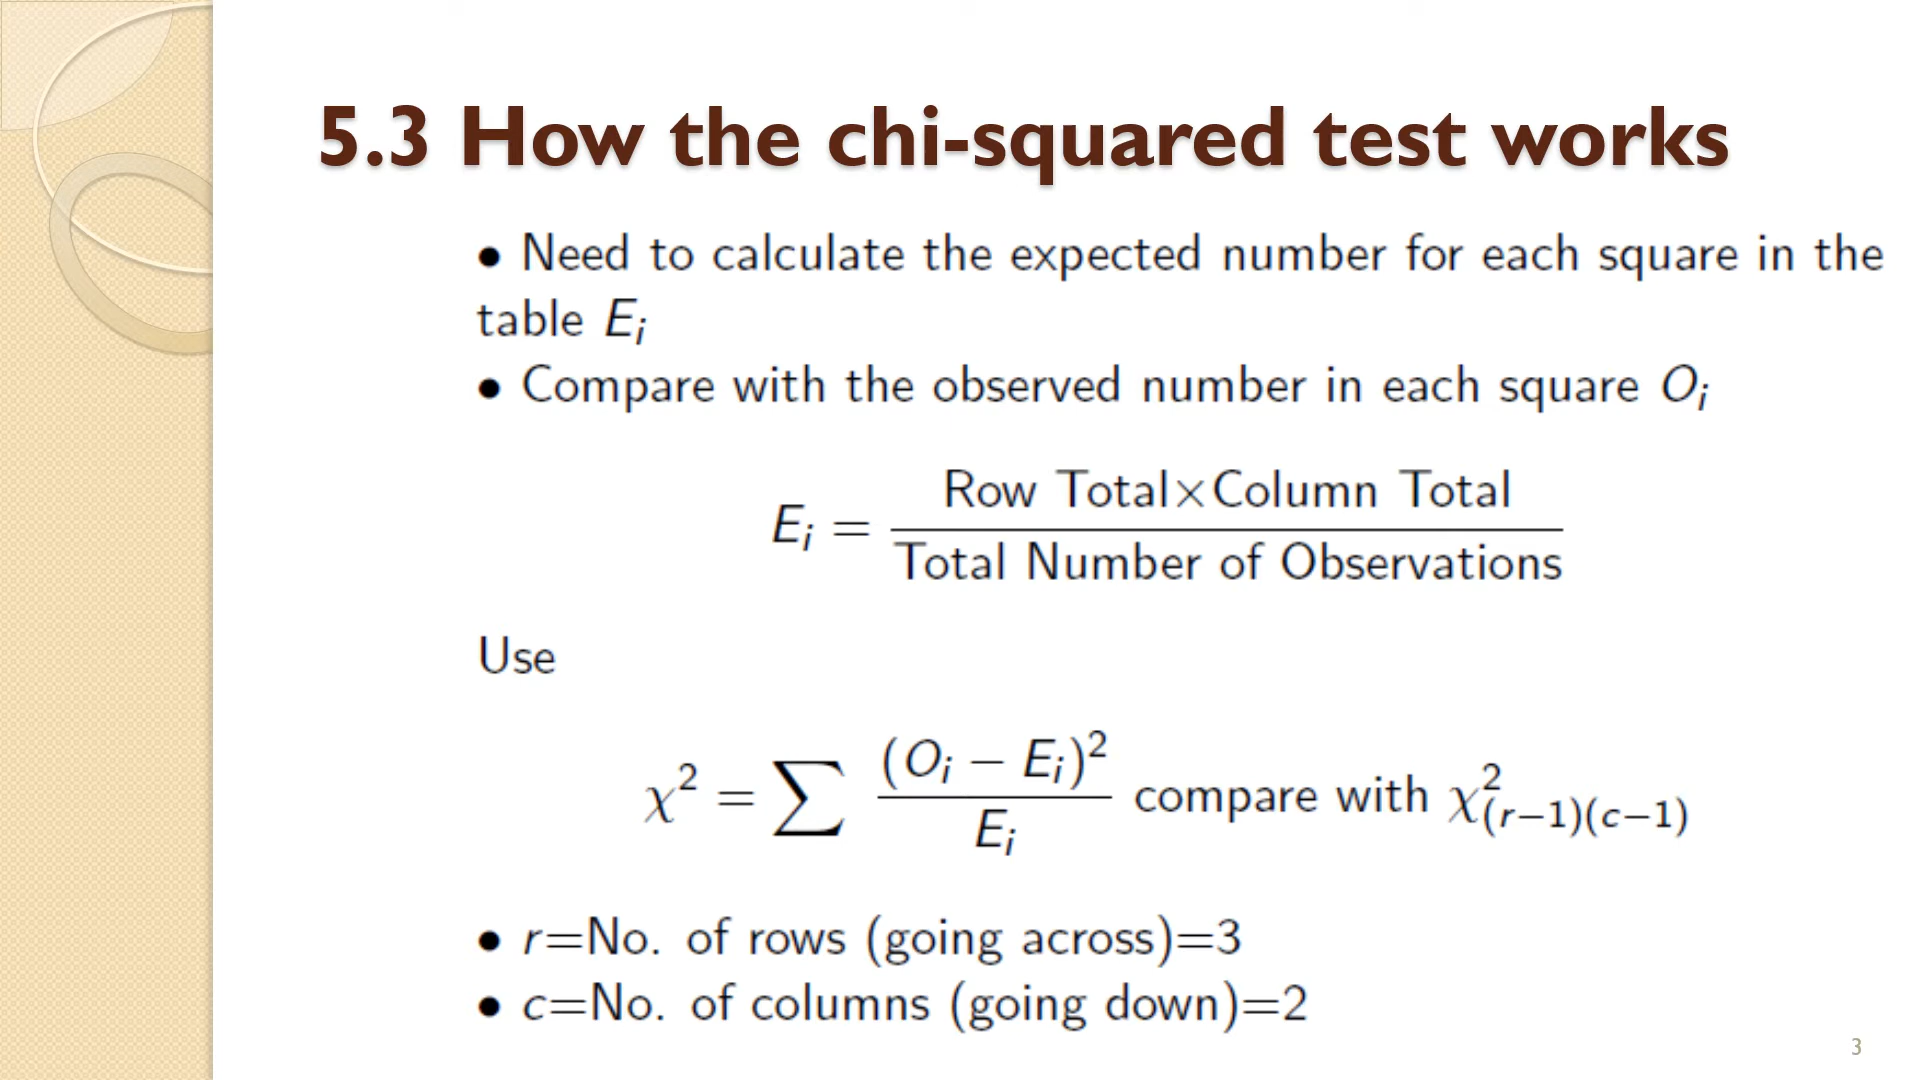 5.3 How the chi-squared test works
• Need to calculate the expected number for each square in the
table Eᵢ
• Compare with the observed number in each square Oᵢ
Eᵢ = Row Total×Column Total / Total Number of Observations
Use
χ² = ∑ (Oᵢ − Eᵢ)² / Eᵢ compare with χ²₍ᵣ₋₁₎₍c₋₁₎
• r=No. of rows (going across)=3
• c=No. of columns (going down)=2
3